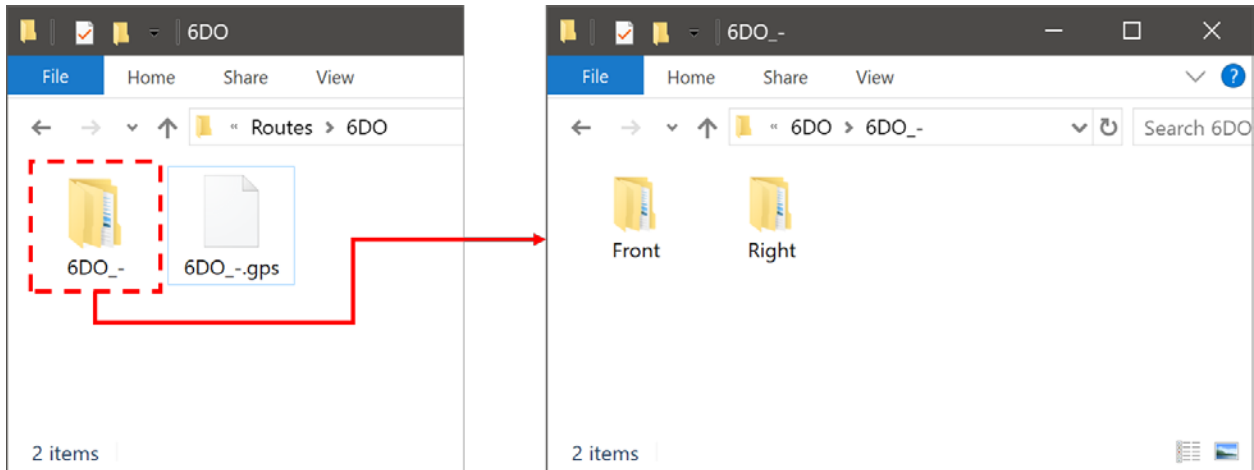 6DO
File Home Share View
« Routes > 6DO
6DO_-
6DO_-.gps
2 items
6DO_-
File Home Share View ?
« 6DO > 6DO_- Search 6DO
Front
Right
2 items